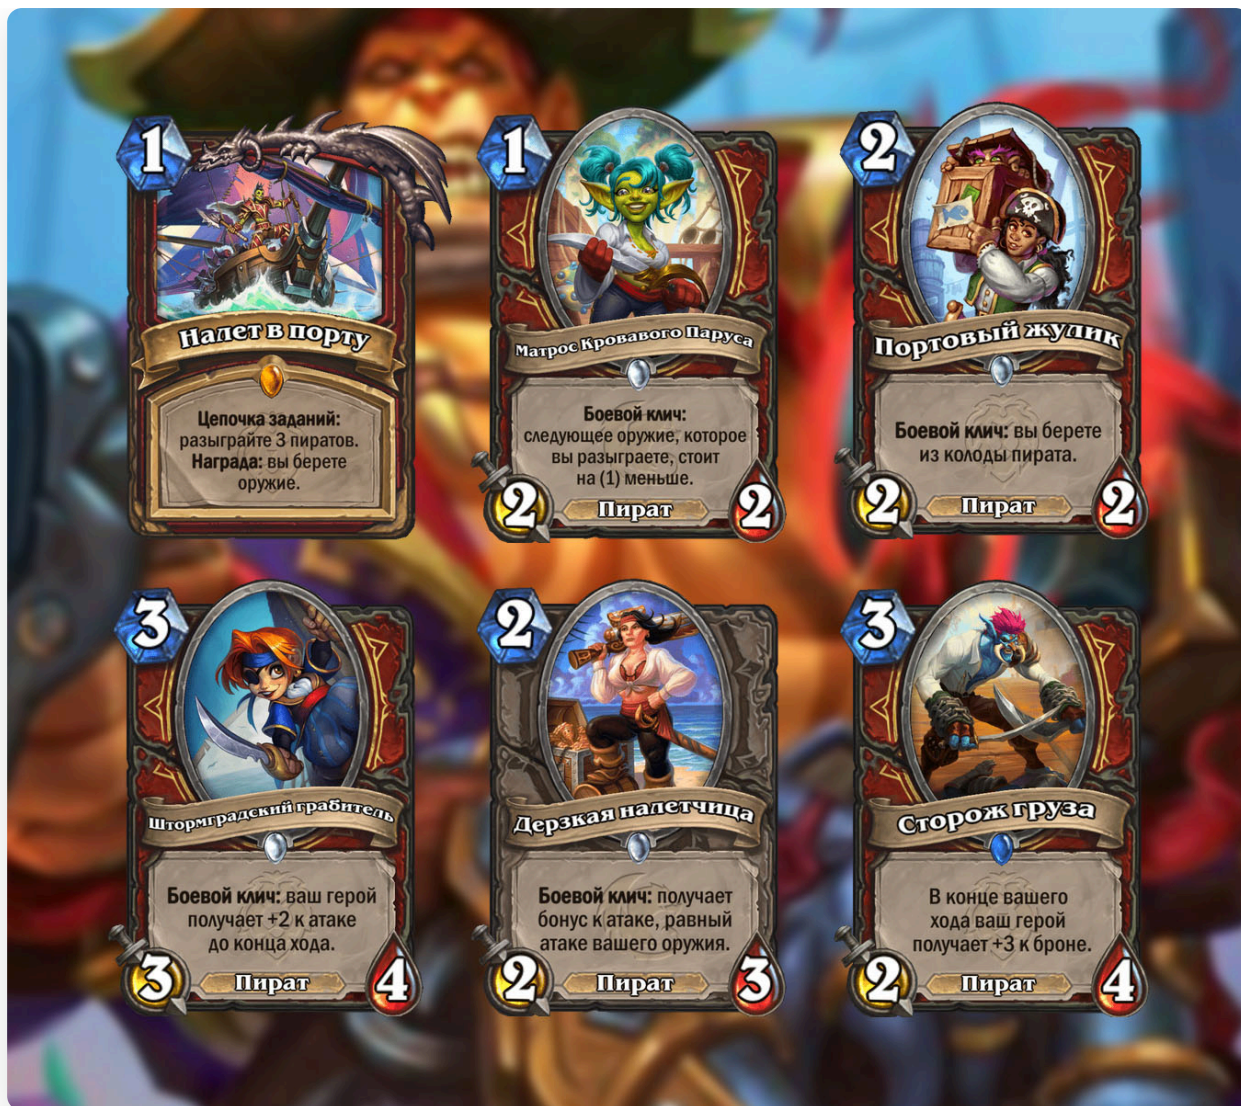 1
Налет в порту
Цепочка заданий:
разыграйте 3 пиратов.
Награда: вы берете
оружие.
1
Матрос Кровавого Паруса
Боевой клич:
следующее оружие, которое
вы разыграете, стоит
на (1) меньше.
2
Пират
2
2
Портовый жулик
Боевой клич: вы берете
из колоды пирата.
2
Пират
2
3
Штормградский грабитель
Боевой клич: ваш герой
получает +2 к атаке
до конца хода.
3
Пират
4
2
Дерзкая налетчица
Боевой клич: получает
бонус к атаке, равный
атаке вашего оружия.
2
Пират
3
3
Сторож груза
В конце вашего
хода ваш герой
получает +3 к броне.
2
Пират
4